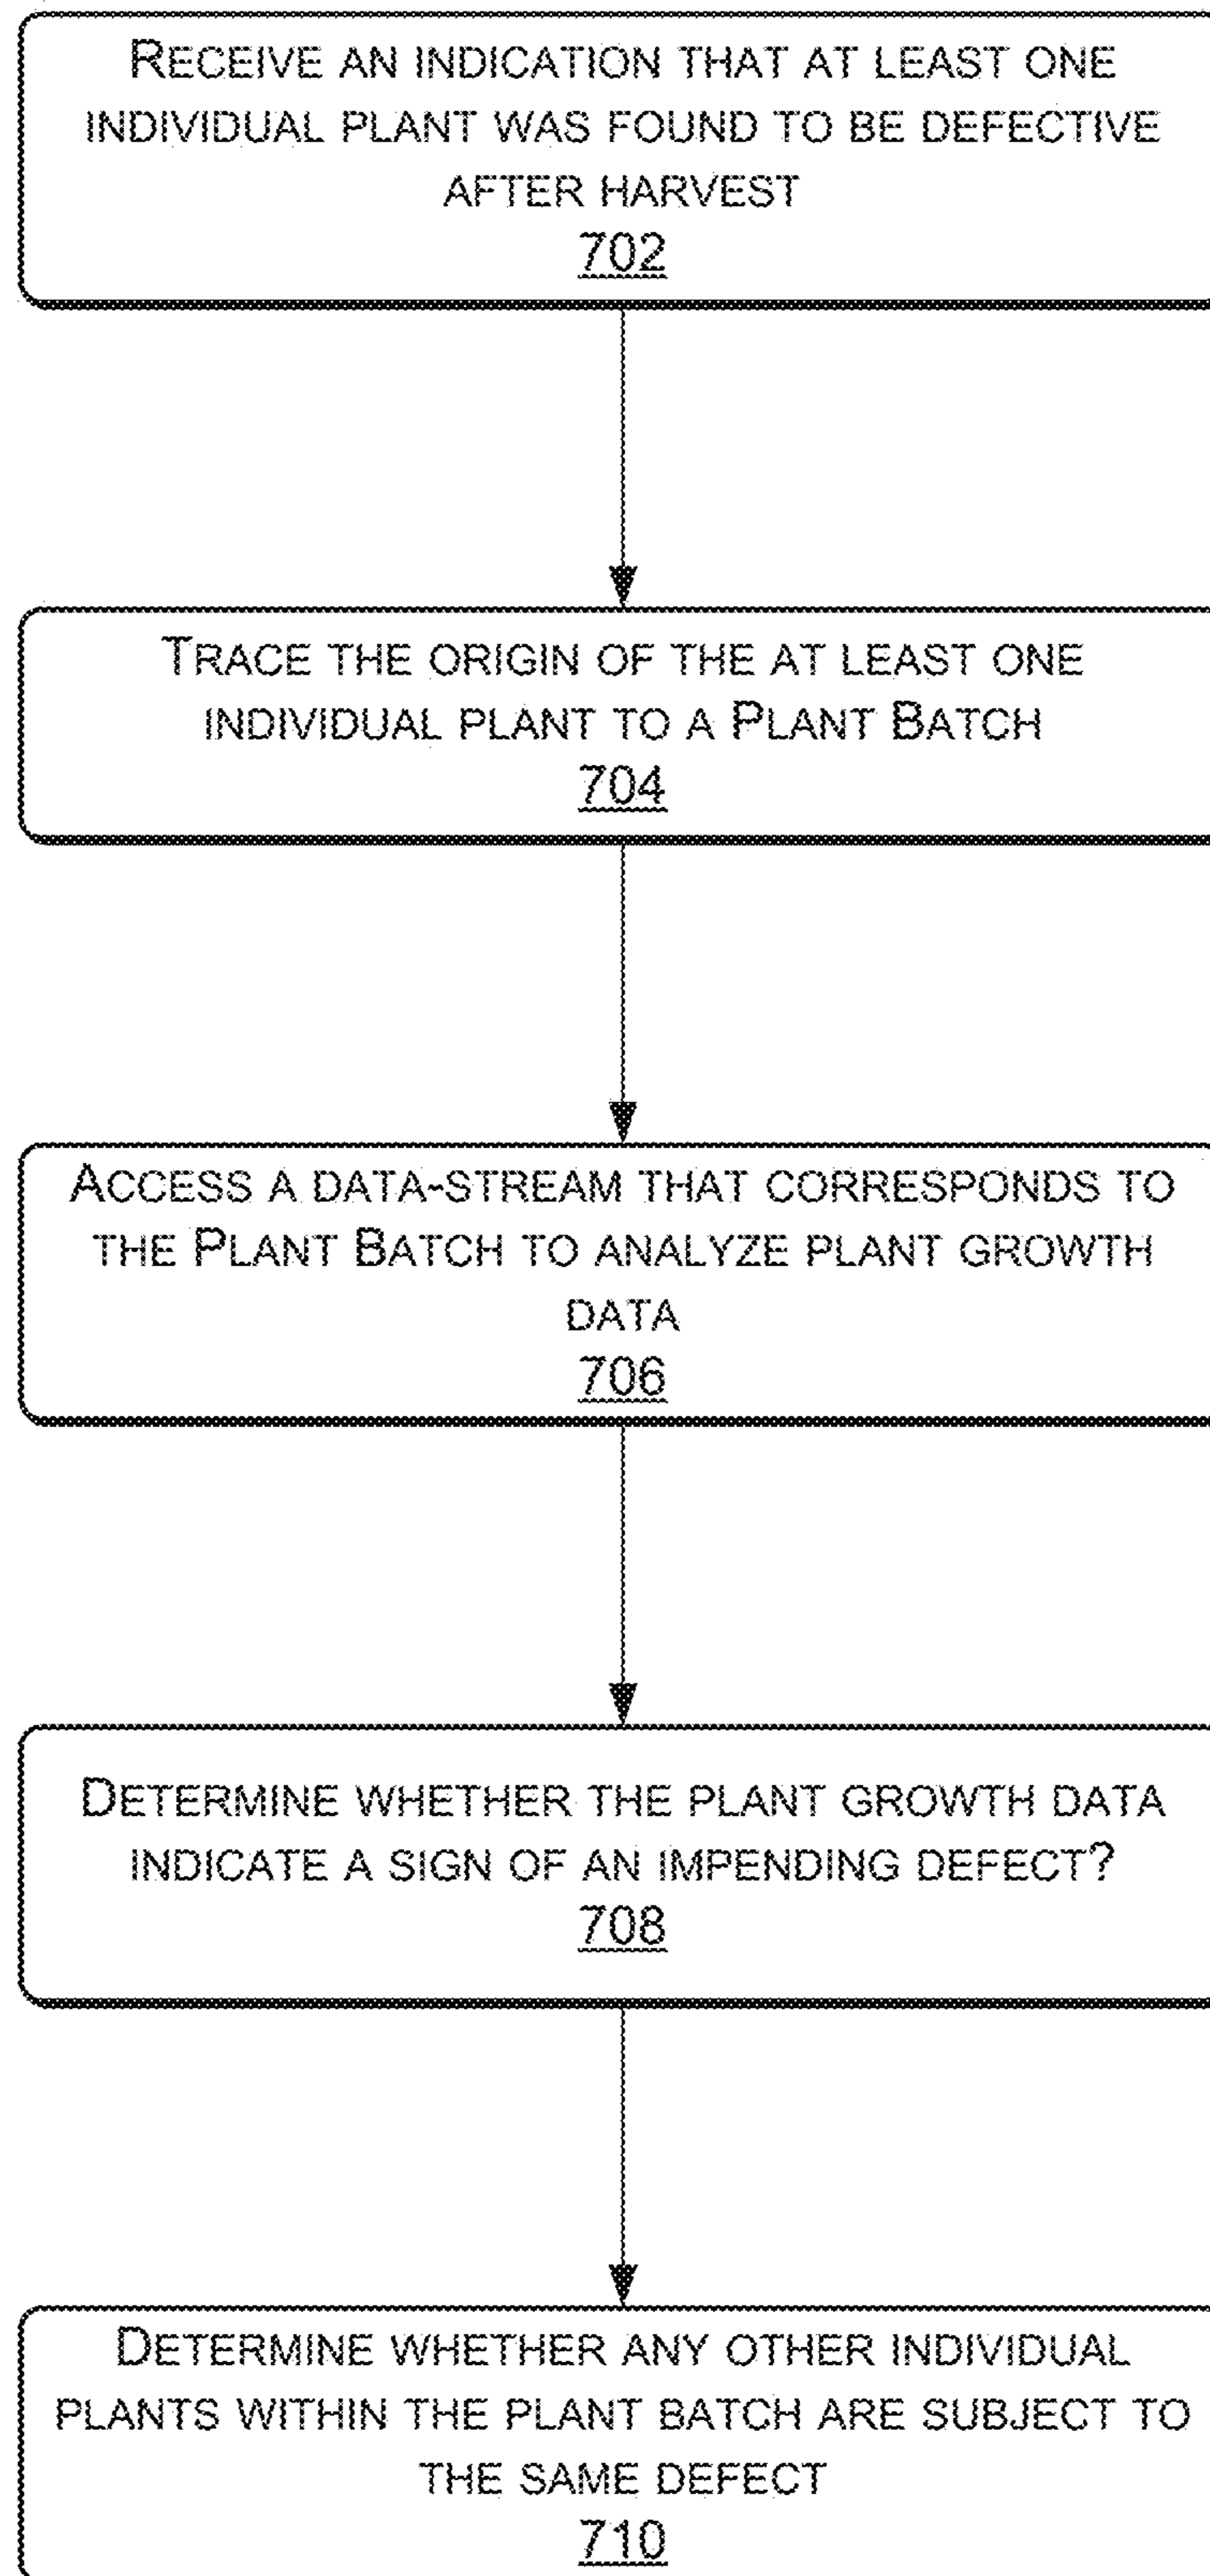 RECEIVE AN INDICATION THAT AT LEAST ONE
INDIVIDUAL PLANT WAS FOUND TO BE DEFECTIVE
AFTER HARVEST
702
TRACE THE ORIGIN OF THE AT LEAST ONE
INDIVIDUAL PLANT TO A PLANT BATCH
704
ACCESS A DATA-STREAM THAT CORRESPONDS TO
THE PLANT BATCH TO ANALYZE PLANT GROWTH
DATA
706
DETERMINE WHETHER THE PLANT GROWTH DATA
INDICATE A SIGN OF AN IMPENDING DEFECT?
708
DETERMINE WHETHER ANY OTHER INDIVIDUAL
PLANTS WITHIN THE PLANT BATCH ARE SUBJECT TO
THE SAME DEFECT
710